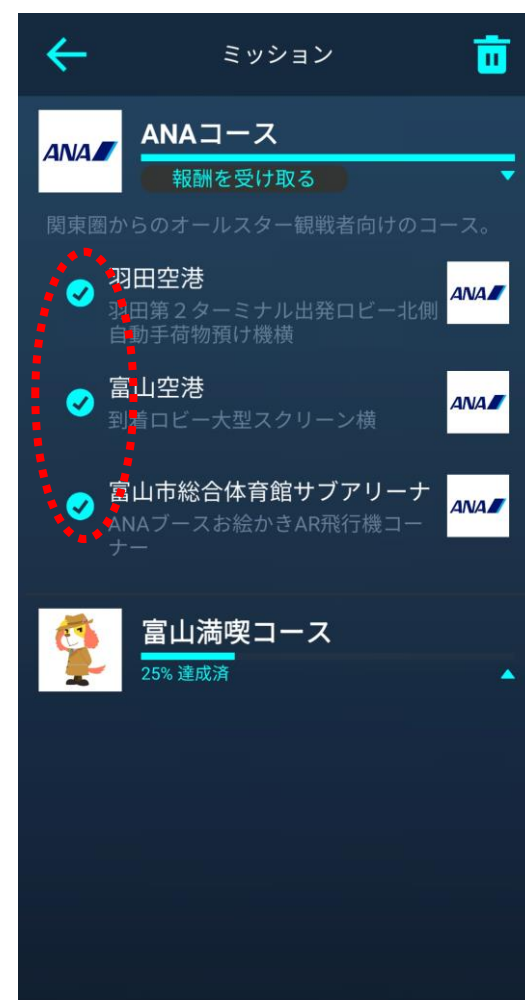 ミッション
ANA
ANAコース
報酬を受け取る
関東圏からのオールスター観戦者向けのコース。
羽田空港
羽田第２ターミナル出発ロビー北側
自動手荷物預け機横
ANA
富山空港
到着ロビー大型スクリーン横
ANA
富山市総合体育館サブアリーナ
ANAブースお絵かきAR飛行機コー
ナー
ANA
富山満喫コース
25% 達成済